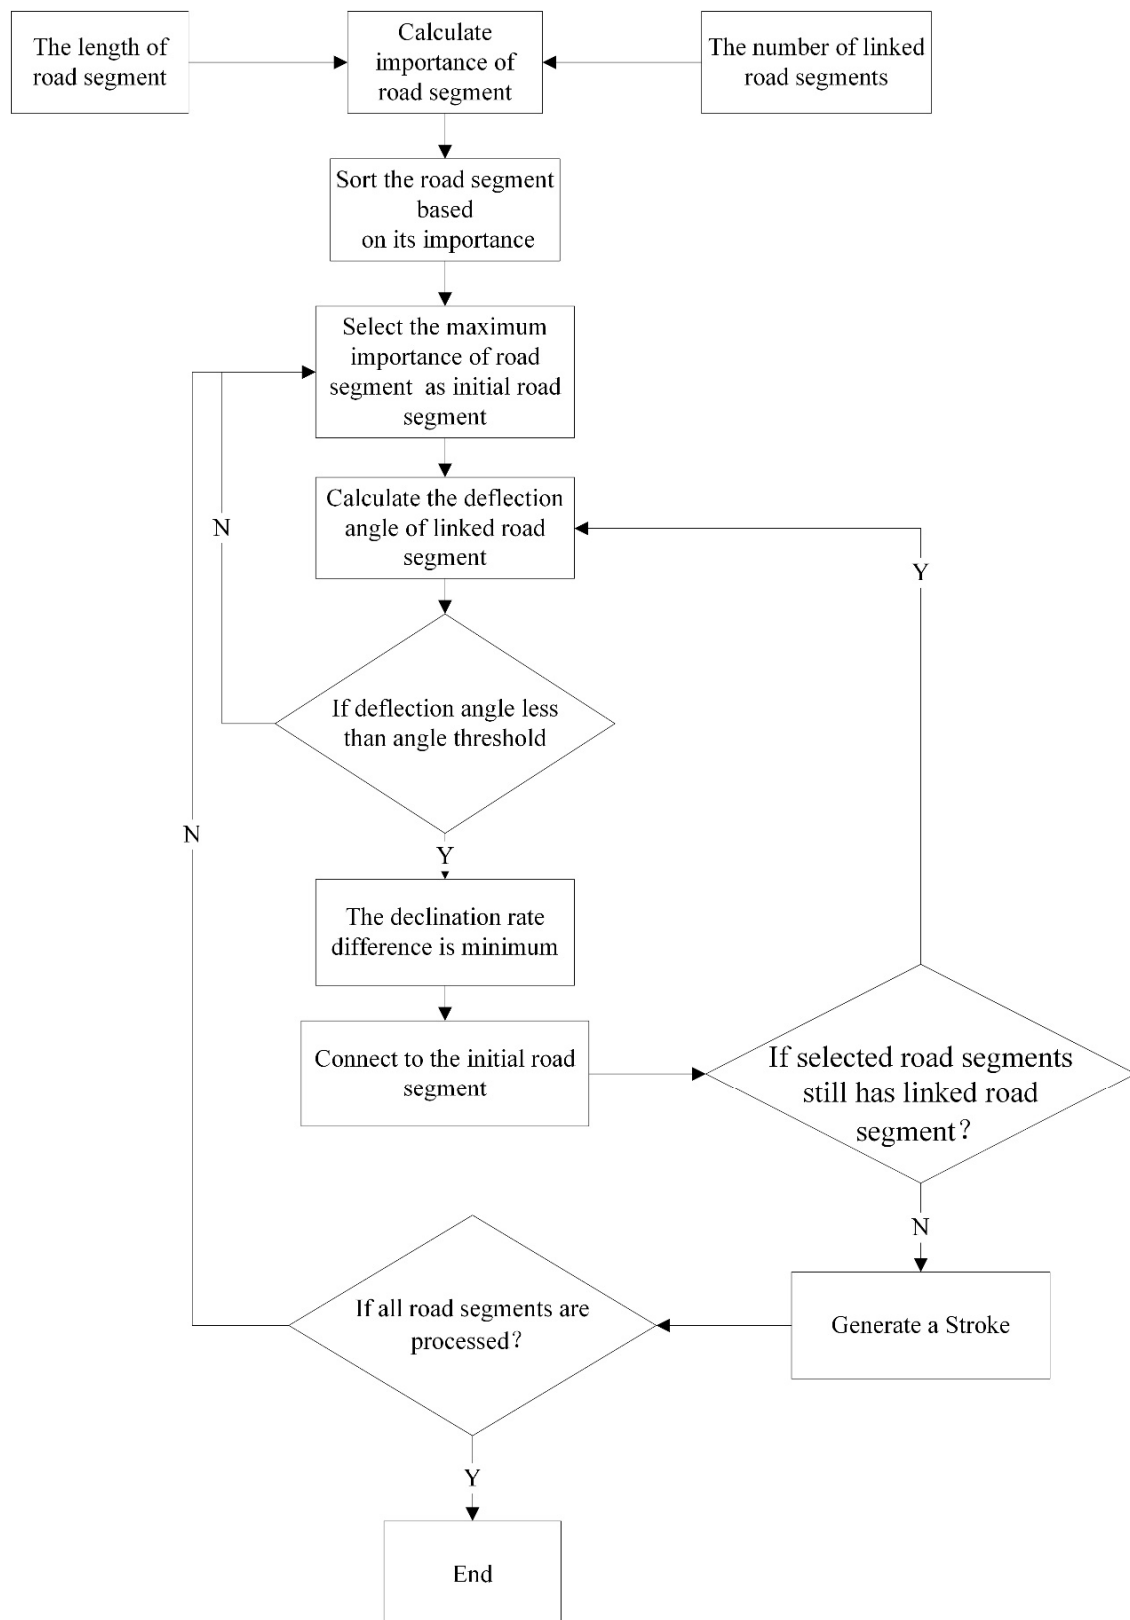 The length of
road segment
Calculate
importance of
road segment
The number of linked
road segments
Sort the road segment
based
on its importance
Select the maximum
importance of road
segment as initial road
segment
Calculate the deflection
angle of linked road
segment
N
Y
If deflection angle less
than angle threshold
N
Y
The declination rate
difference is minimum
Connect to the initial road
segment
If selected road segments
still has linked road
segment?
N
If all road segments are
processed?
Generate a Stroke
Y
End